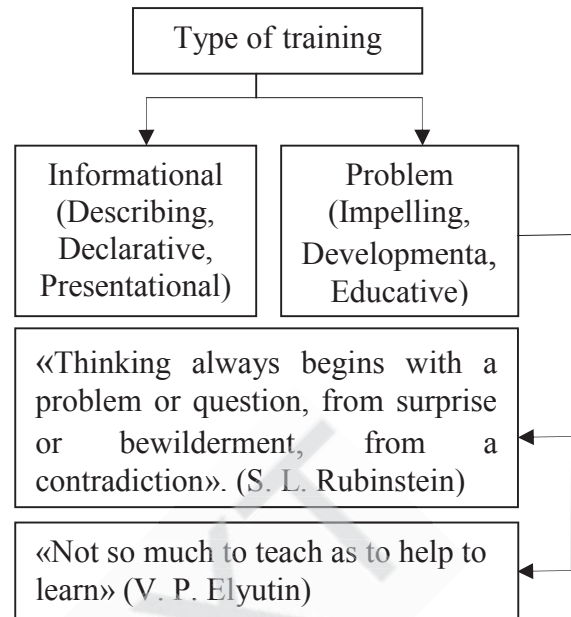 Type of training
Informational
(Describing,
Declarative,
Presentational)
Problem
(Impelling,
Developmenta,
Educative)
«Thinking always begins with a
problem or question, from surprise
or bewilderment, from a
contradiction». (S. L. Rubinstein)
«Not so much to teach as to help to
learn» (V. P. Elyutin)